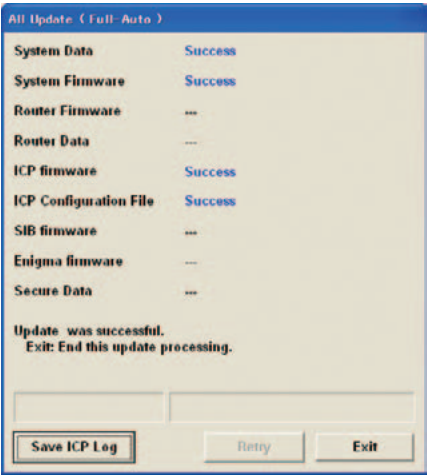 All Update ( Full-Auto )
System Data Success
System Firmware Success
Router Firmware ---
Router Data ---
ICP firmware Success
ICP Configuration File Success
SIB firmware ---
Enigma firmware ---
Secure Data ---
Update was successful.
Exit: End this update processing.
Save ICP Log Retry Exit